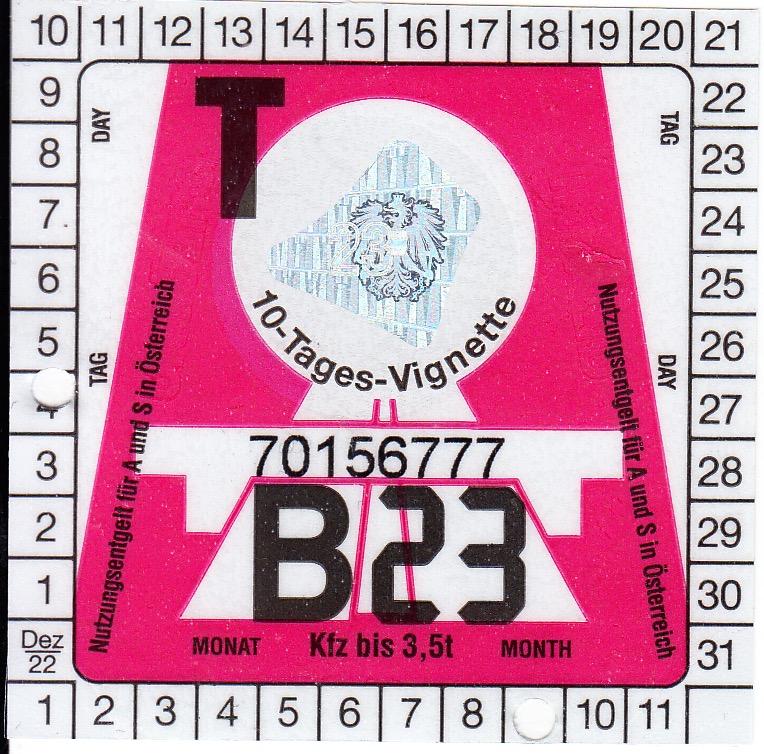 10 11 12 13 14 15 16 17 18 19 20 21
9
8
7
6
5
4
3
2
1
Dez
22
22
23
24
25
26
27
28
29
30
31
DAY
TAG
TAG
DAY
T
23
10-Tages-Vignette
Nutzungsentgelt für A und S in Österreich
Nutzungsentgelt für A und S in Österreich
70156777
B23
MONAT Kfz bis 3,5t MONTH
1 2 3 4 5 6 7 8 10 11